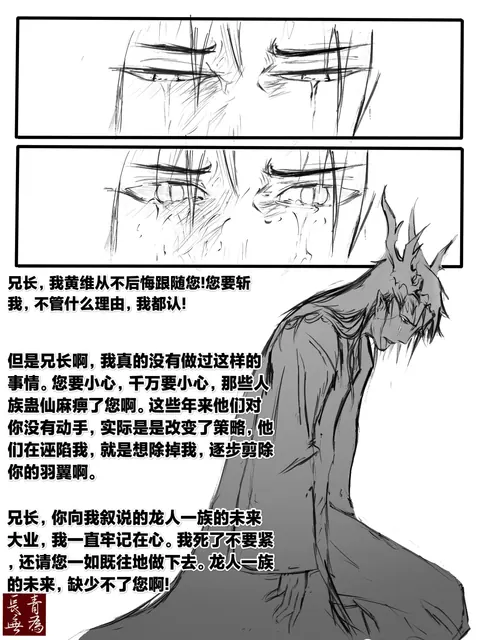 兄长，我黄维从不后悔跟随您!您要斩
我，不管什么理由，我都认!
但是兄长啊，我真的没有做过这样的
事情。您要小心，千万要小心，那些人
族蛊仙麻痹了您啊。这些年来他们对
你没有动手，实际是是改变了策略，他
们在诬陷我，就是想除掉我，逐步剪除
你的羽翼啊。
兄长，你向我叙说的龙人一族的未来
大业，我一直牢记在心。我死了不要紧
，还请您一如既往地做下去。龙人一族
的未来，缺少不了您啊!